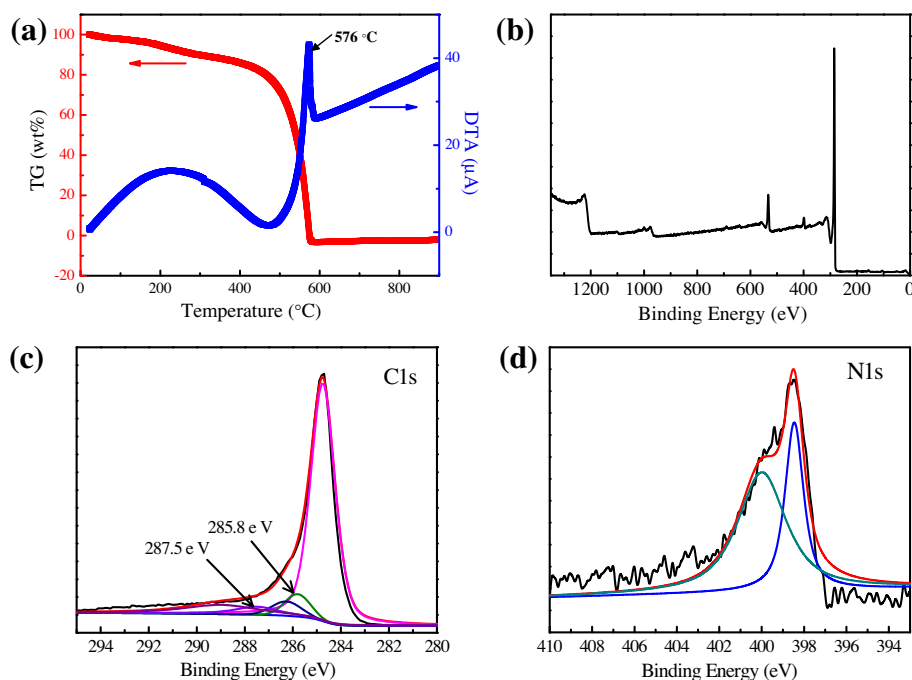 (a)
576 °C
100
80
60
40
20
0
-20
TG (wt%)
40
20
0
DTA (μA)
0
200
400
600
800
Temperature (°C)
(b)
1200
1000
800
600
400
200
0
Binding Energy (eV)
(c)
C1s
285.8 e V
287.5 e V
294
292
290
288
286
284
282
280
Binding Energy (eV)
(d)
N1s
410
408
406
404
402
400
398
396
394
Binding Energy (eV)